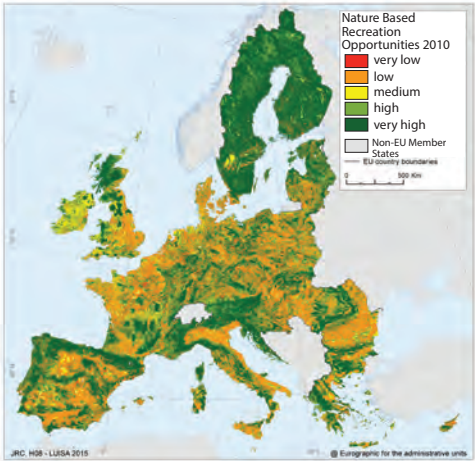 Nature Based
Recreation
Opportunities 2010
very low
low
medium
high
very high
Non-EU Member
States
EU country boundaries
0 500 Km
JRC. H08 - LUISA 2015
@ Eurographic for the administrative units